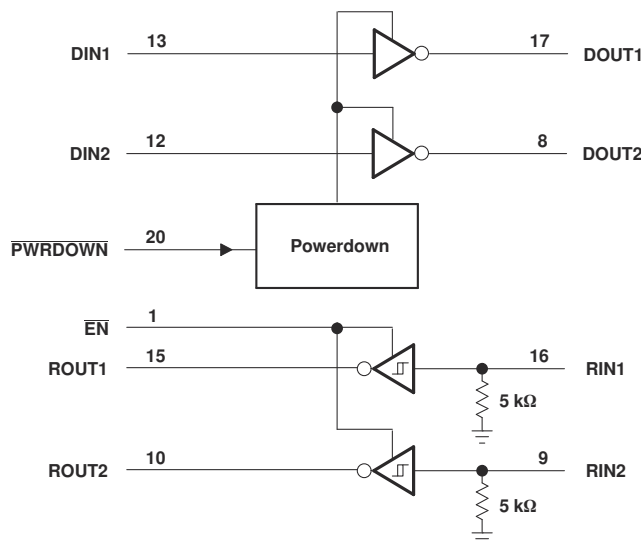 DIN1 13 17 DOUT1
DIN2 12 8 DOUT2
PWRDOWN 20 Powerdown
EN 1
ROUT1 15 16 RIN1
5 kΩ
ROUT2 10 9 RIN2
5 kΩ